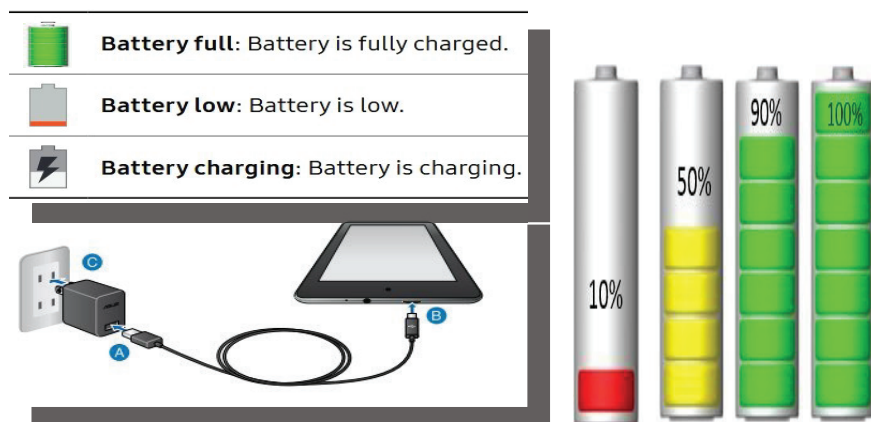 Battery full: Battery is fully charged.
Battery low: Battery is low.
Battery charging: Battery is charging.
C
B
A
ASUS
10%
50%
90%
100%